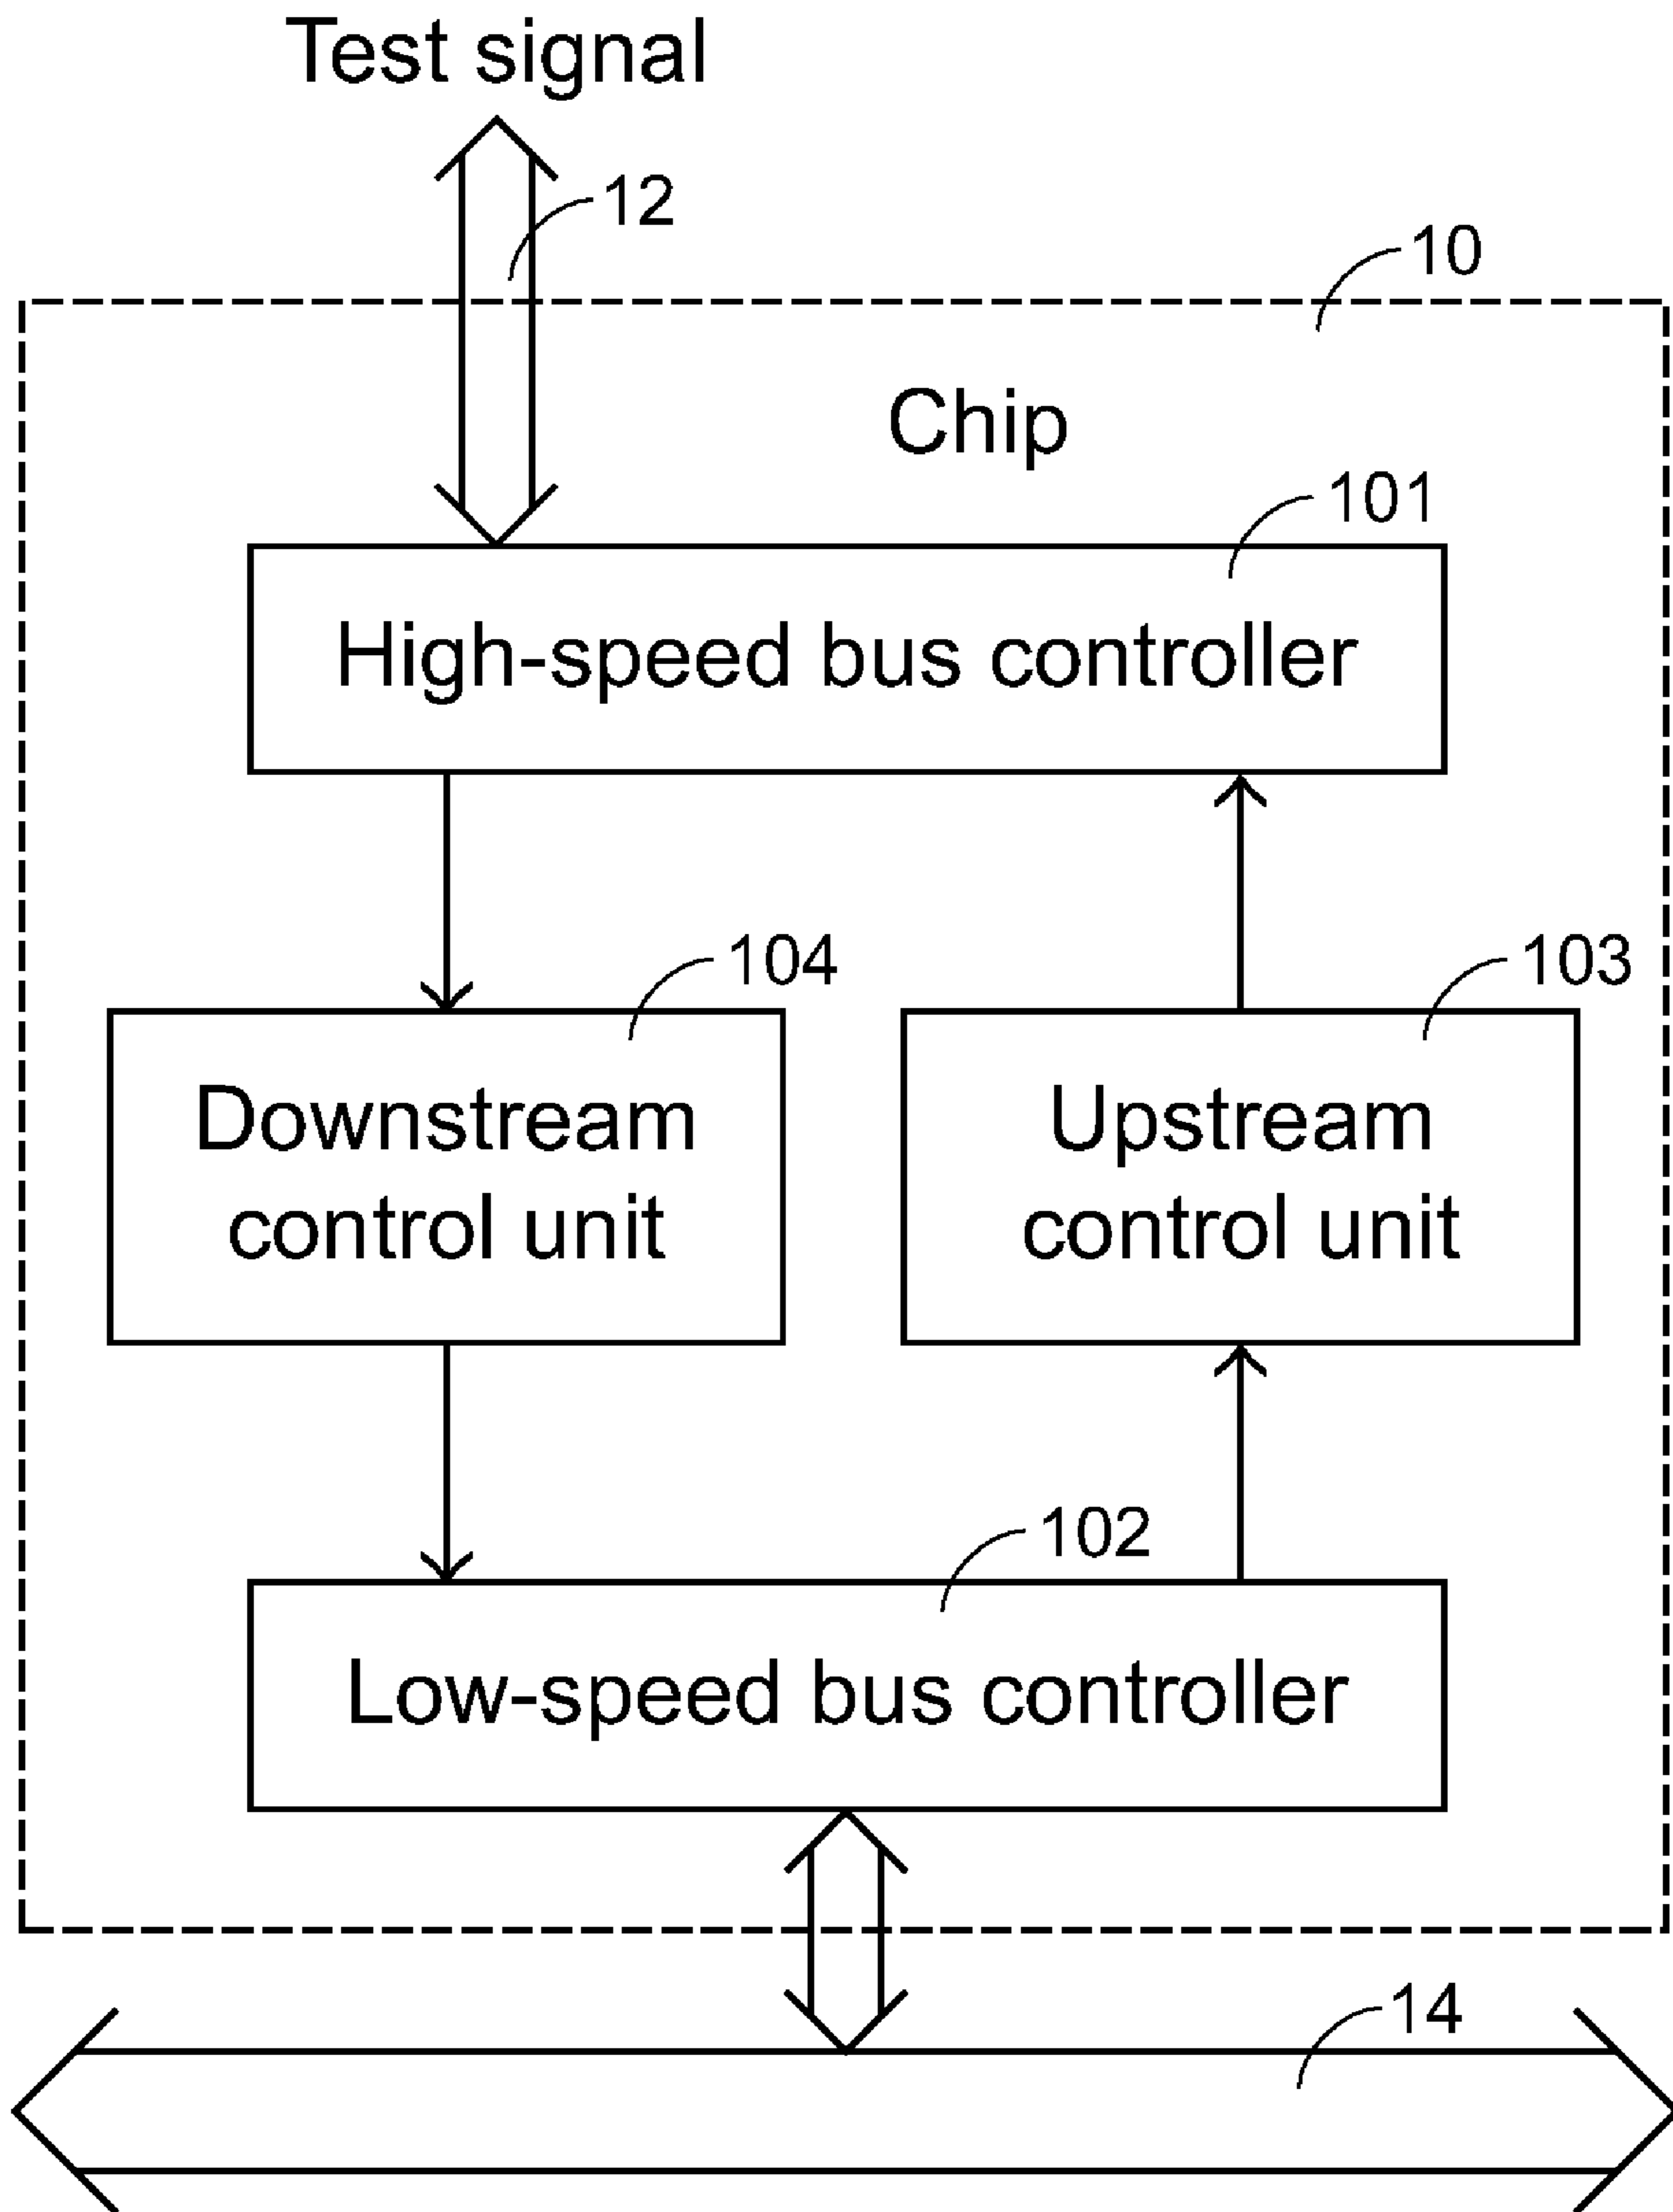 Test signal
12
10
Chip
101
High-speed bus controller
104
103
Downstream
control unit
Upstream
control unit
102
Low-speed bus controller
14